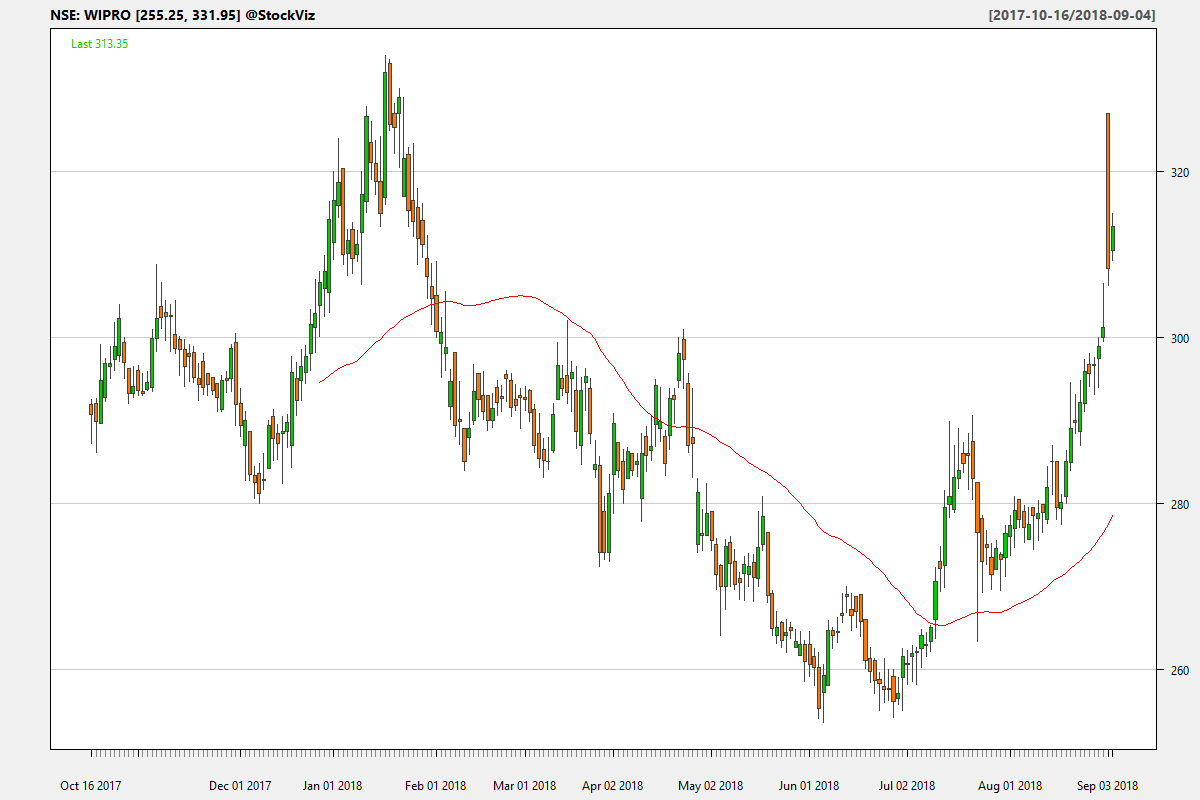 NSE: WIPRO [255.25, 331.95] @StockViz
[2017-10-16/2018-09-04]
Last 313.35
320
300
280
260
Oct 16 2017
Dec 01 2017
Jan 01 2018
Feb 01 2018
Mar 01 2018
Apr 02 2018
May 02 2018
Jun 01 2018
Jul 02 2018
Aug 01 2018
Sep 03 2018